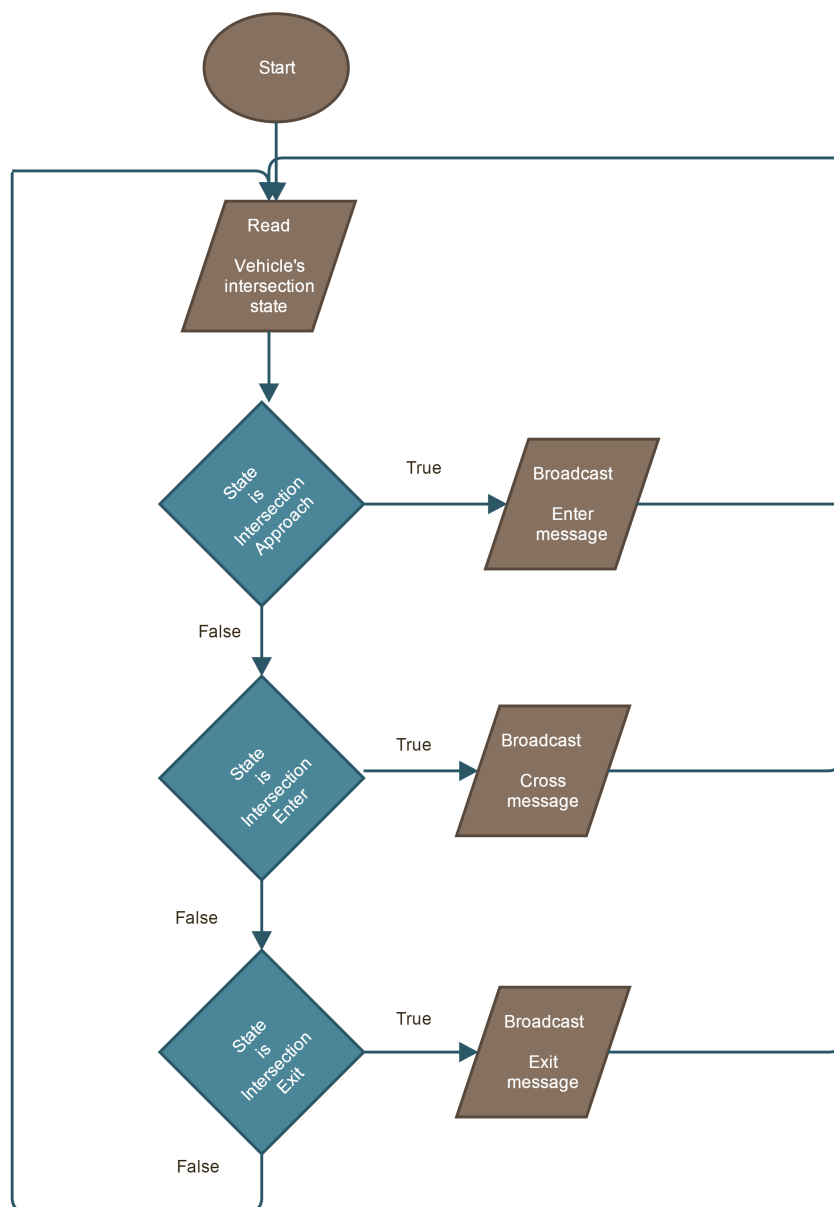 Start
Read
Vehicle's
intersection
state
State
is
Intersection
Approach
True
Broadcast
Enter
message
False
State
is
Intersection
Enter
True
Broadcast
Cross
message
False
State
is
Intersection
Exit
True
Broadcast
Exit
message
False